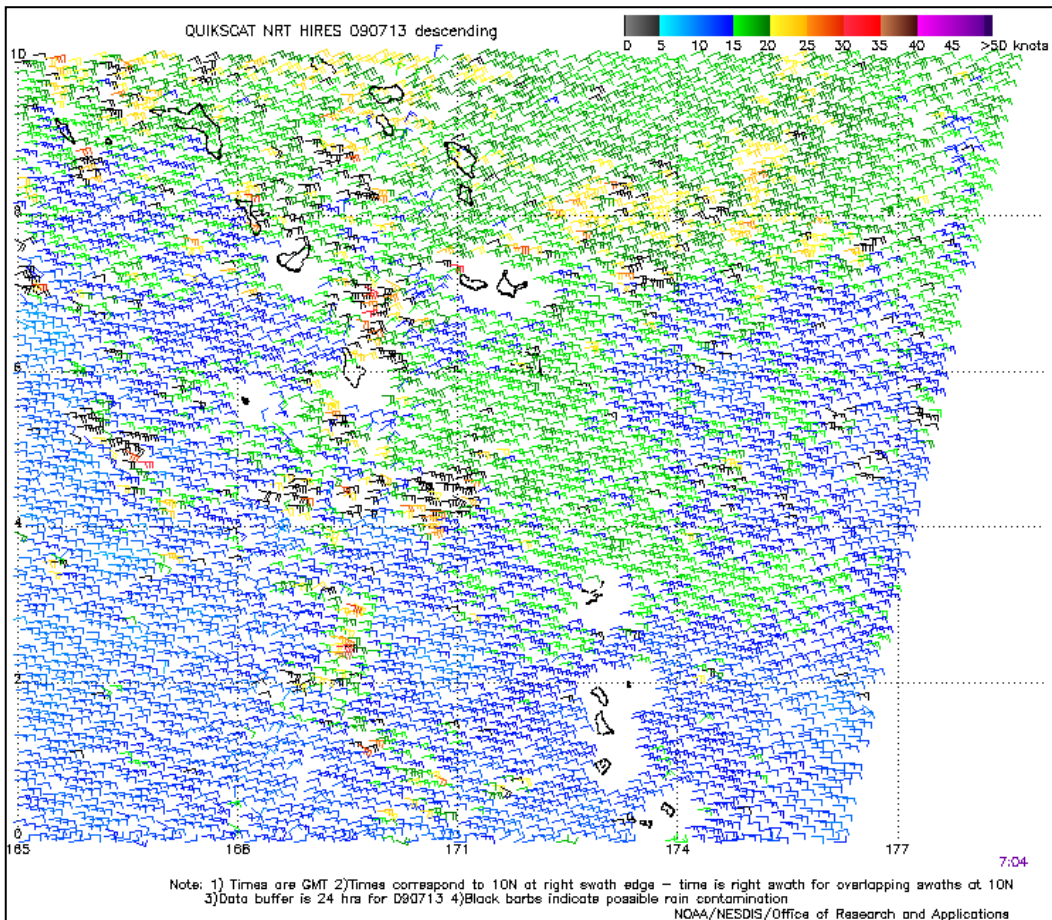 QUIKSCAT NRT HIRES 090713 descending
0 5 10 15 20 25 30 35 40 45 >50 knots
10
8
6
4
2
0
165 166 171 174 177
7:04
Note: 1) Times are GMT 2)Times correspond to 10N at right swath edge – time is right swath for overlapping swaths at 10N
3)Data buffer is 24 hrs for 090713 4)Black barbs indicate possible rain contamination
NOAA/NESDIS/Office of Research and Applications